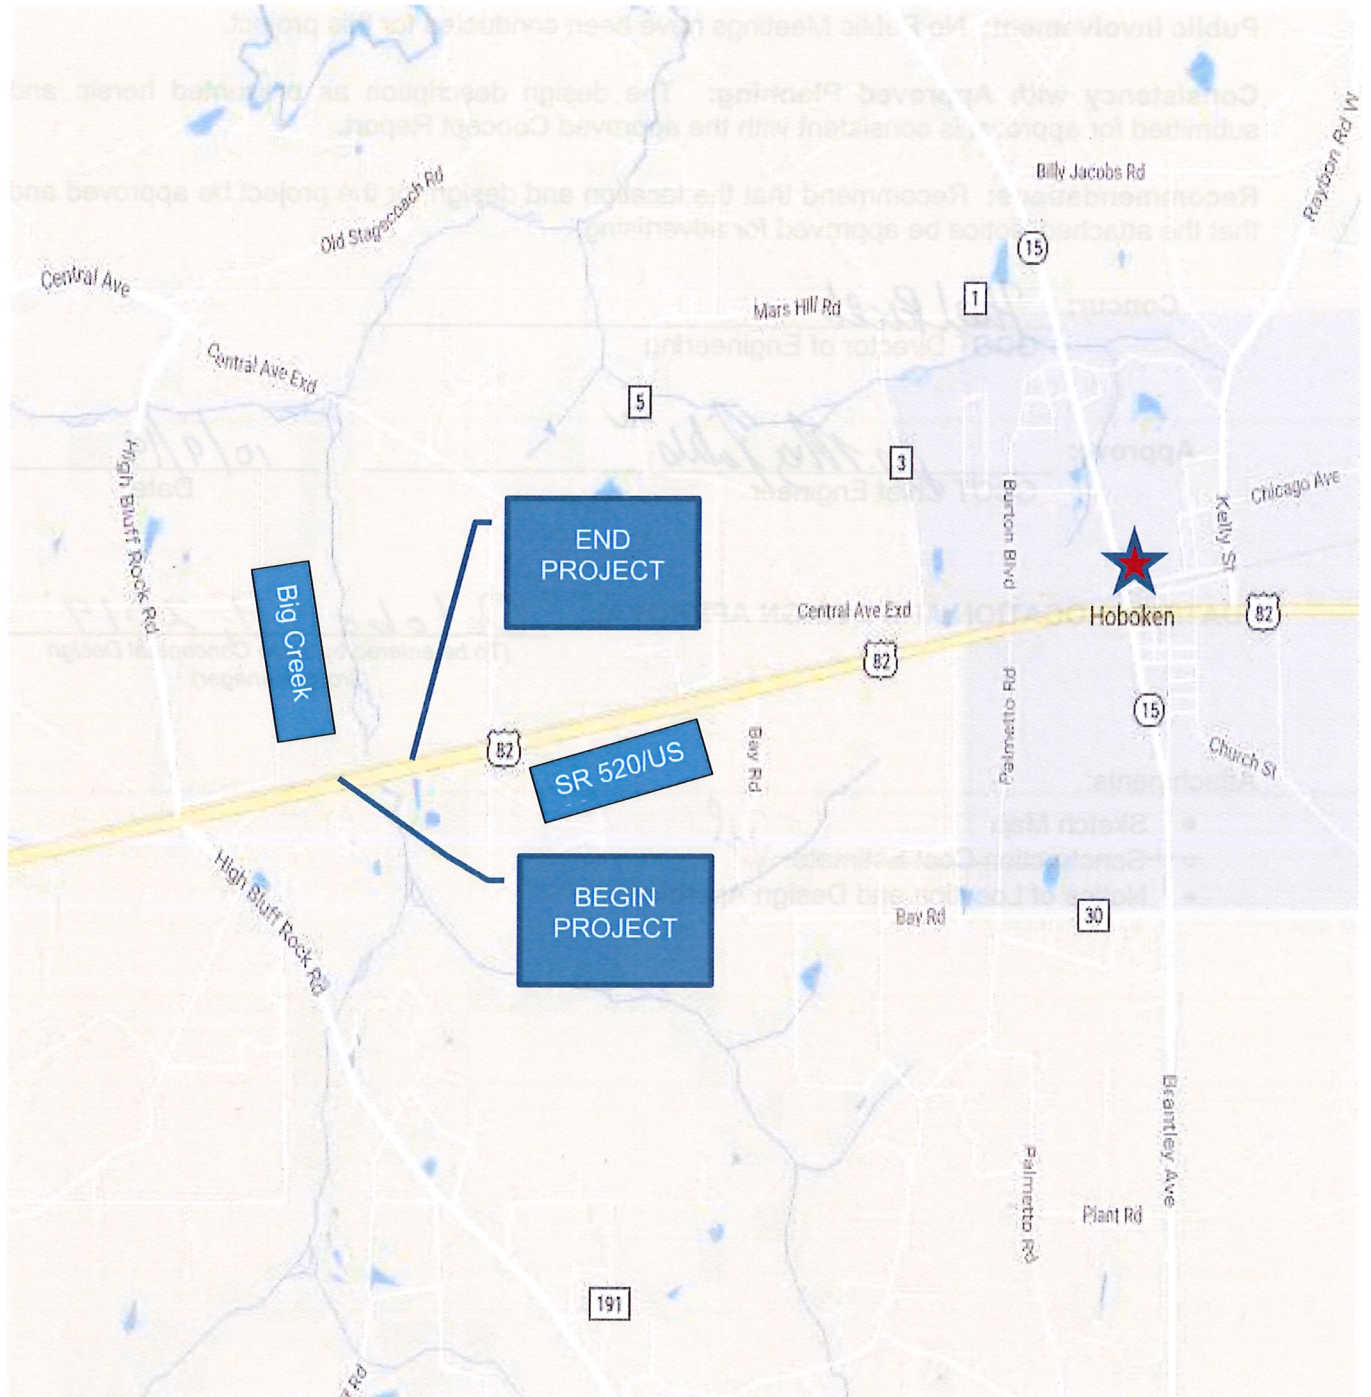 Billy Jacobs Rd
Raybon Rd W
Old Stagecoach Rd
15
Central Ave
1
Mars Hill Rd
Central Ave Exd
5
3
High Bluff Rock Rd
Burton Blvd
Kelly St
Chicago Ave
END
PROJECT
Big Creek
Central Ave Exd
Hoboken
82
82
82
SR 520/US
Bay Rd
Palmetto Rd
15
Church St
High Bluff Rock Rd
BEGIN
PROJECT
Bay Rd
30
Brantley Ave
Palmetto Rd
Plant Rd
191
Rd